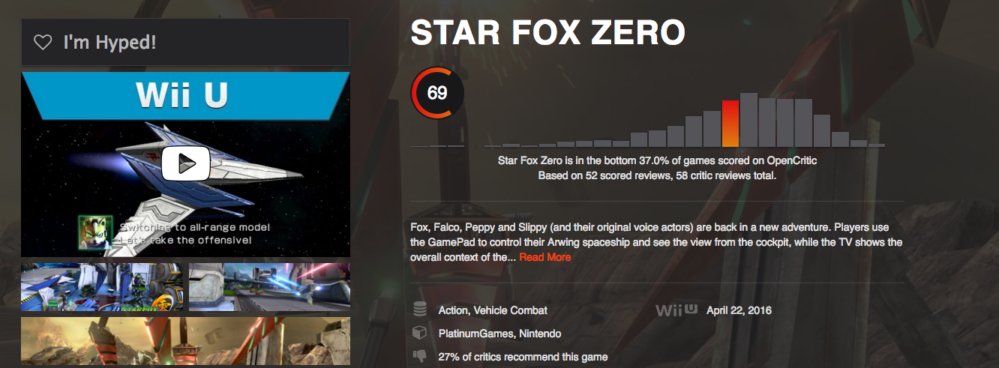 I'm Hyped!
Wii U
Switching to all-range mode!
Let's take the offensive!
STARFOX
STAR FOX ZERO
69
Star Fox Zero is in the bottom 37.0% of games scored on OpenCritic
Based on 52 scored reviews, 58 critic reviews total.
Fox, Falco, Peppy and Slippy (and their original voice actors) are back in a new adventure. Players use
the GamePad to control their Arwing spaceship and see the view from the cockpit, while the TV shows the
overall context of the... Read More
Action, Vehicle Combat
Wii U April 22, 2016
PlatinumGames, Nintendo
27% of critics recommend this game